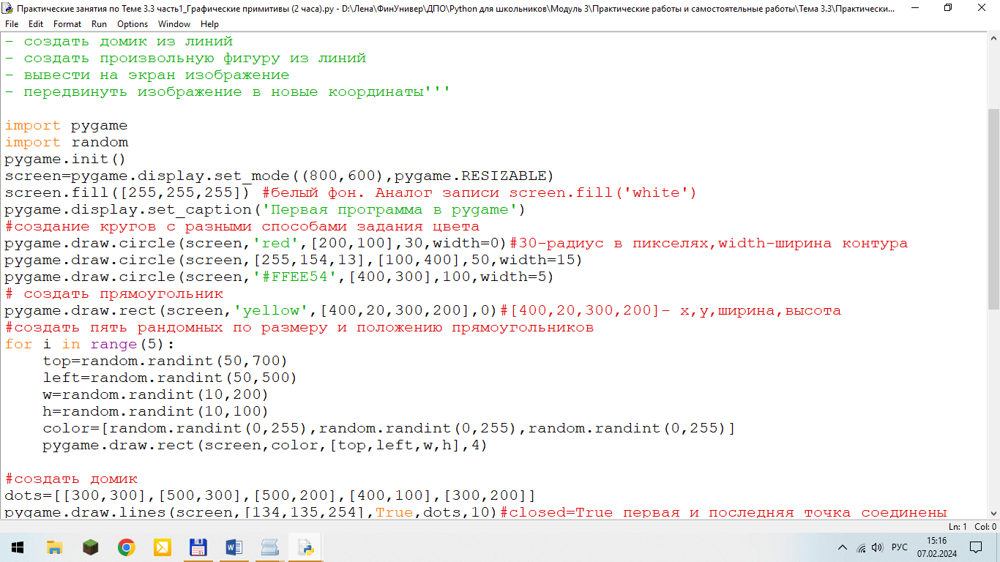 Практические занятия по Теме 3.3 часть1_Графические примитивы (2 часа).py - D:\Лена\ФинУнивер\ДПО\Python для школьников\Модуль 3\Практические работы и самостоятельные работы\Тема 3.3\Практически...
File Edit Format Run Options Window Help
- создать домик из линий
- создать произвольную фигуру из линий
- вывести на экран изображение
- передвинуть изображение в новые координаты'''
import pygame
import random
pygame.init()
screen=pygame.display.set_mode((800,600),pygame.RESIZABLE)
screen.fill([255,255,255]) #белый фон. Аналог записи screen.fill('white')
pygame.display.set_caption('Первая программа в pygame')
#создание кругов с разными способами задания цвета
pygame.draw.circle(screen,'red',[200,100],30,width=0)#30-радиус в пикселях,width-ширина контура
pygame.draw.circle(screen,[255,154,13],[100,400],50,width=15)
pygame.draw.circle(screen,'#FFEE54',[400,300],100,width=5)
# создать прямоугольник
pygame.draw.rect(screen,'yellow',[400,20,300,200],0)#[400,20,300,200]- x,y,ширина,высота
#создать пять рандомных по размеру и положению прямоугольников
for i in range(5):
    top=random.randint(50,700)
    left=random.randint(50,500)
    w=random.randint(10,200)
    h=random.randint(10,100)
    color=[random.randint(0,255),random.randint(0,255),random.randint(0,255)]
    pygame.draw.rect(screen,color,[top,left,w,h],4)
#создать домик
dots=[[300,300],[500,300],[500,200],[400,100],[300,200]]
pygame.draw.lines(screen,[134,135,254],True,dots,10)#closed=True первая и последняя точка соединены
Ln: 1 Col: 0
РУС
15:16
07.02.2024